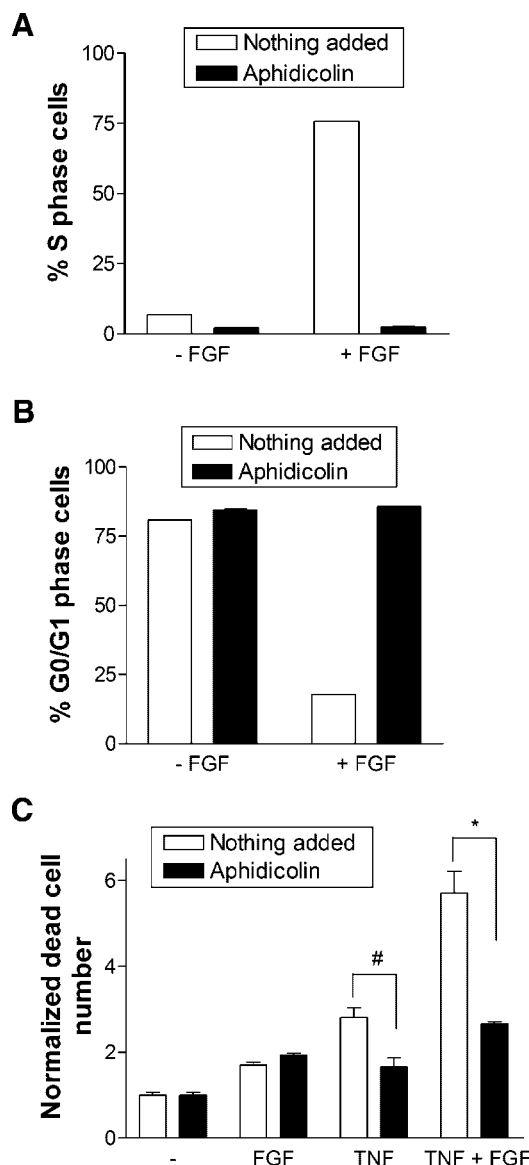 A
Nothing added
Aphidicolin
% S phase cells
100
75
50
25
0
- FGF
+ FGF
B
Nothing added
Aphidicolin
% G0/G1 phase cells
100
75
50
25
0
- FGF
+ FGF
C
Nothing added
Aphidicolin
Normalized dead cell
number
6
4
2
0
#
*
-
FGF
TNF
TNF + FGF